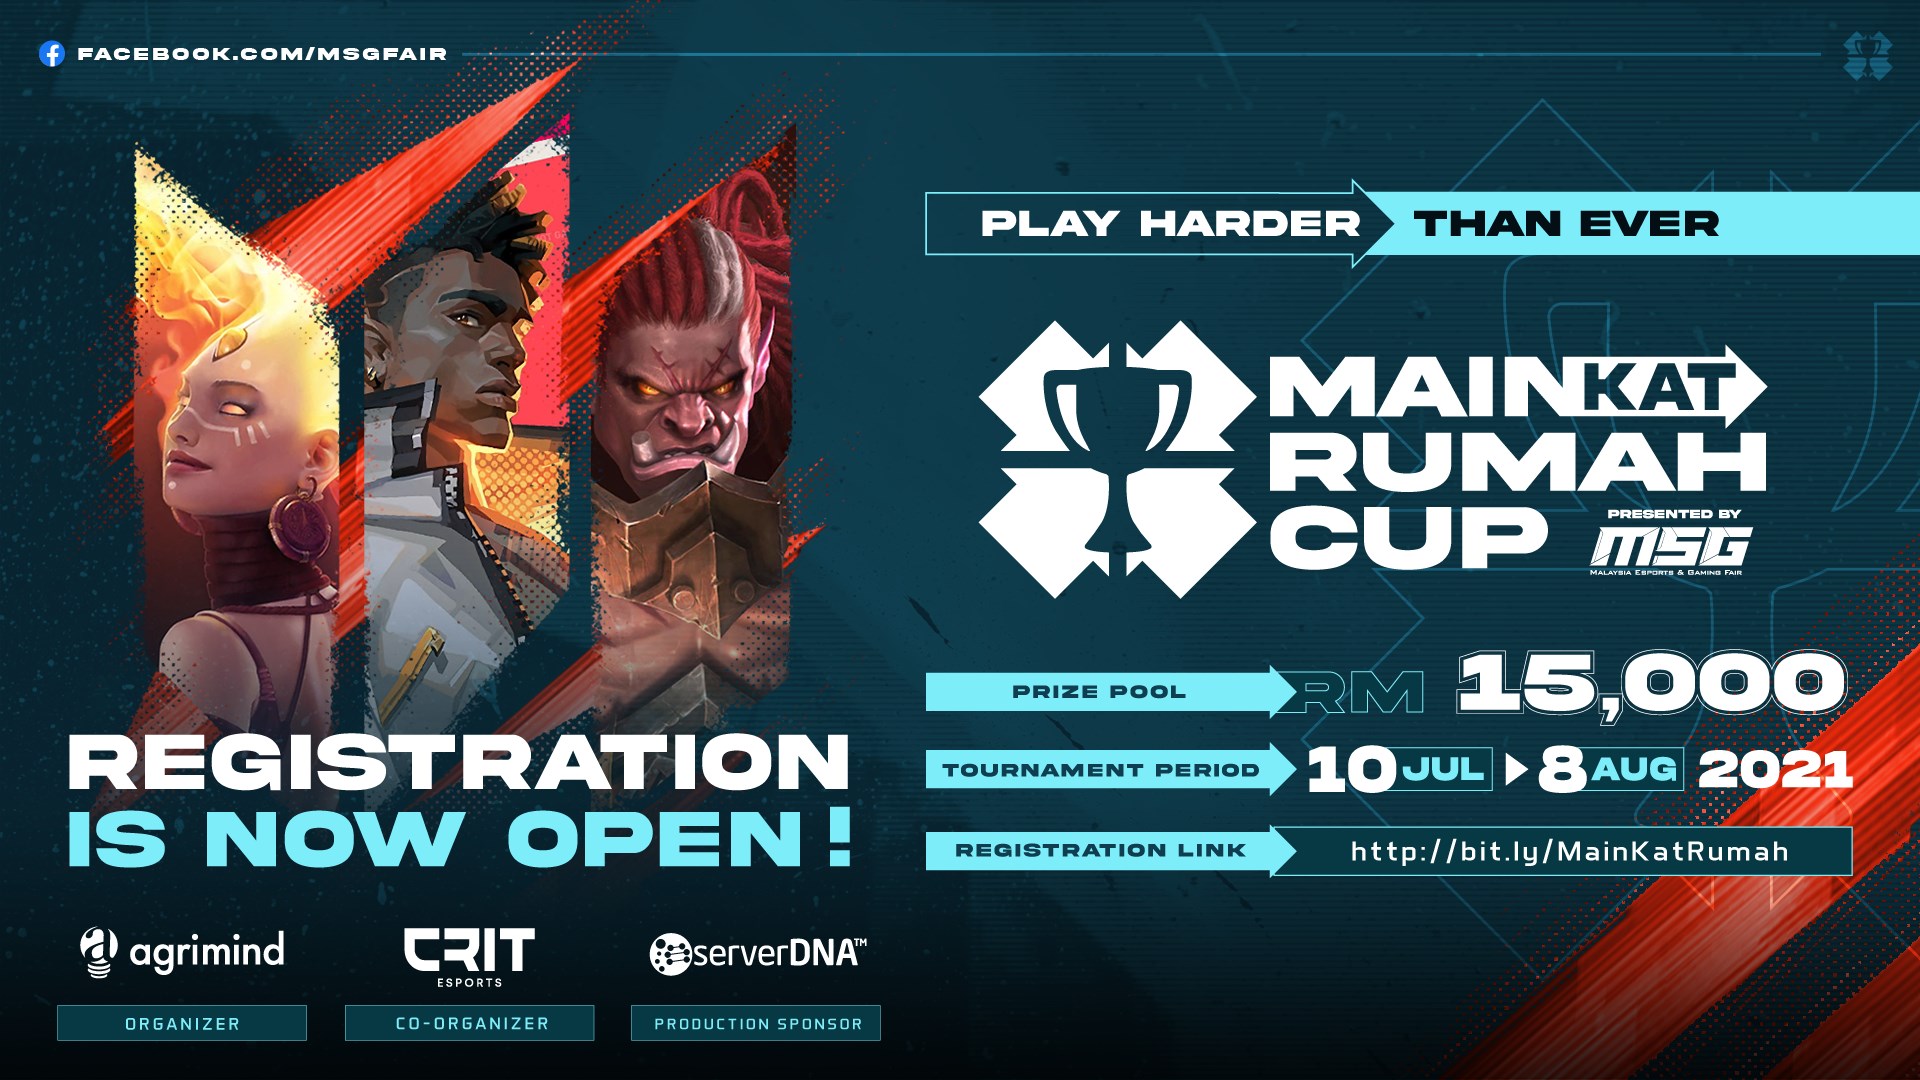 FACEBOOK.COM/MSGFAIR
PLAY HARDER THAN EVER
MAIN KAT
RUMAH
CUP
PRESENTED BY
MSG
MALAYSIA ESPORTS & GAMING FAIR
PRIZE POOL RM 15,000
TOURNAMENT PERIOD 10 JUL 8 AUG 2021
REGISTRATION LINK http://bit.ly/MainKatRumah
REGISTRATION
IS NOW OPEN!
agrimind
ORGANIZER
CRIT
ESPORTS
CO-ORGANIZER
serverDNA™
PRODUCTION SPONSOR